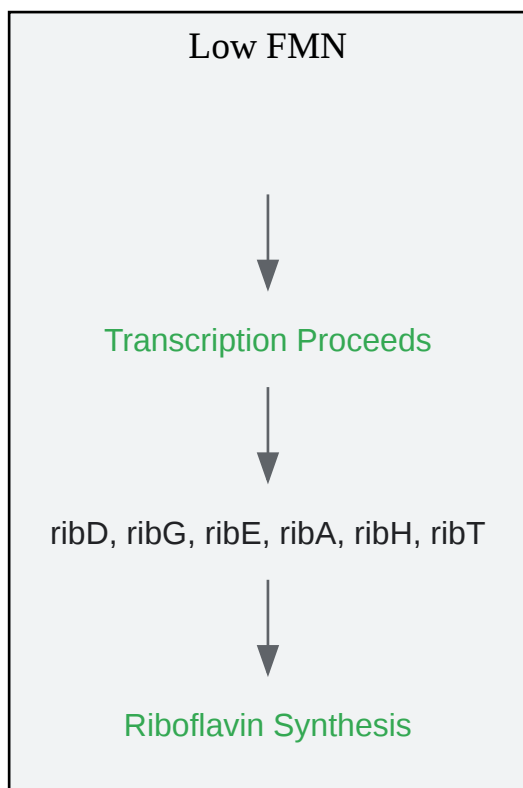 Low FMN
Transcription Proceeds
ribD, ribG, ribE, ribA, ribH, ribT
Riboflavin Synthesis